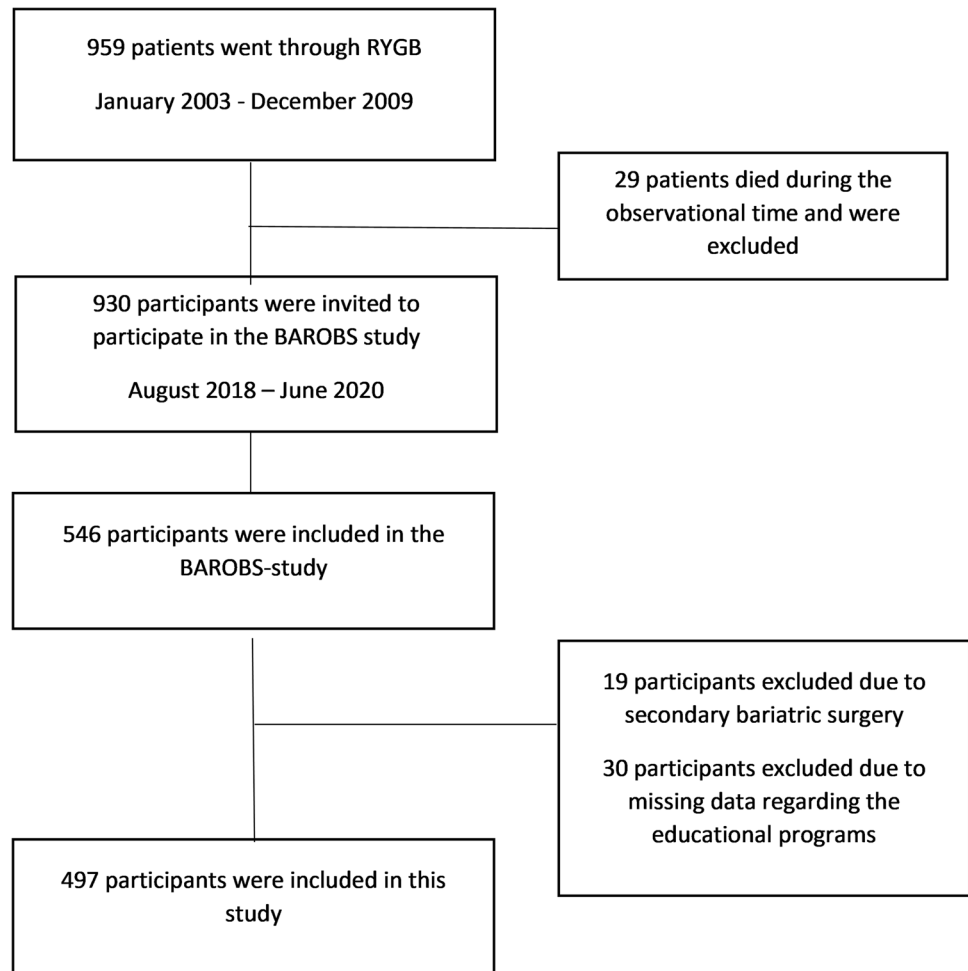 959 patients went through RYGB
January 2003 - December 2009
29 patients died during the
observational time and were
excluded
930 participants were invited to
participate in the BAROBS study
August 2018 – June 2020
546 participants were included in the
BAROBS-study
19 participants excluded due to
secondary bariatric surgery
30 participants excluded due to
missing data regarding the
educational programs
497 participants were included in this
study